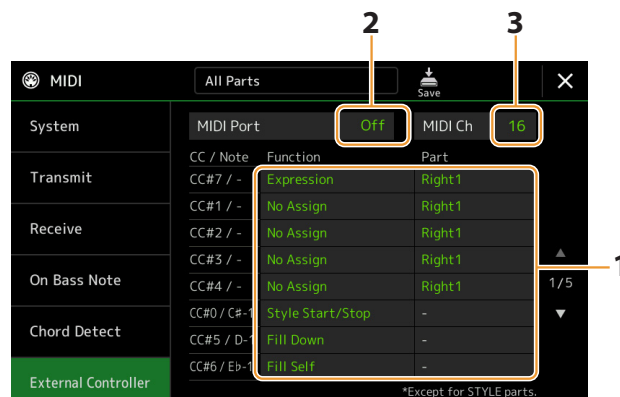 2 3
MIDI All Parts Save ×
System
Transmit
Receive
On Bass Note
Chord Detect
External Controller
MIDI Port Off MIDI Ch 16
CC / Note Function Part
CC#7 / - Expression Right1
CC#1 / - No Assign Right1
CC#2 / - No Assign Right1
CC#3 / - No Assign Right1
CC#4 / - No Assign Right1
CC#0 / C#-1 Style Start/Stop -
CC#5 / D-1 Fill Down -
CC#6 / E♭-1 Fill Self -
1
1/5
*Except for STYLE parts.